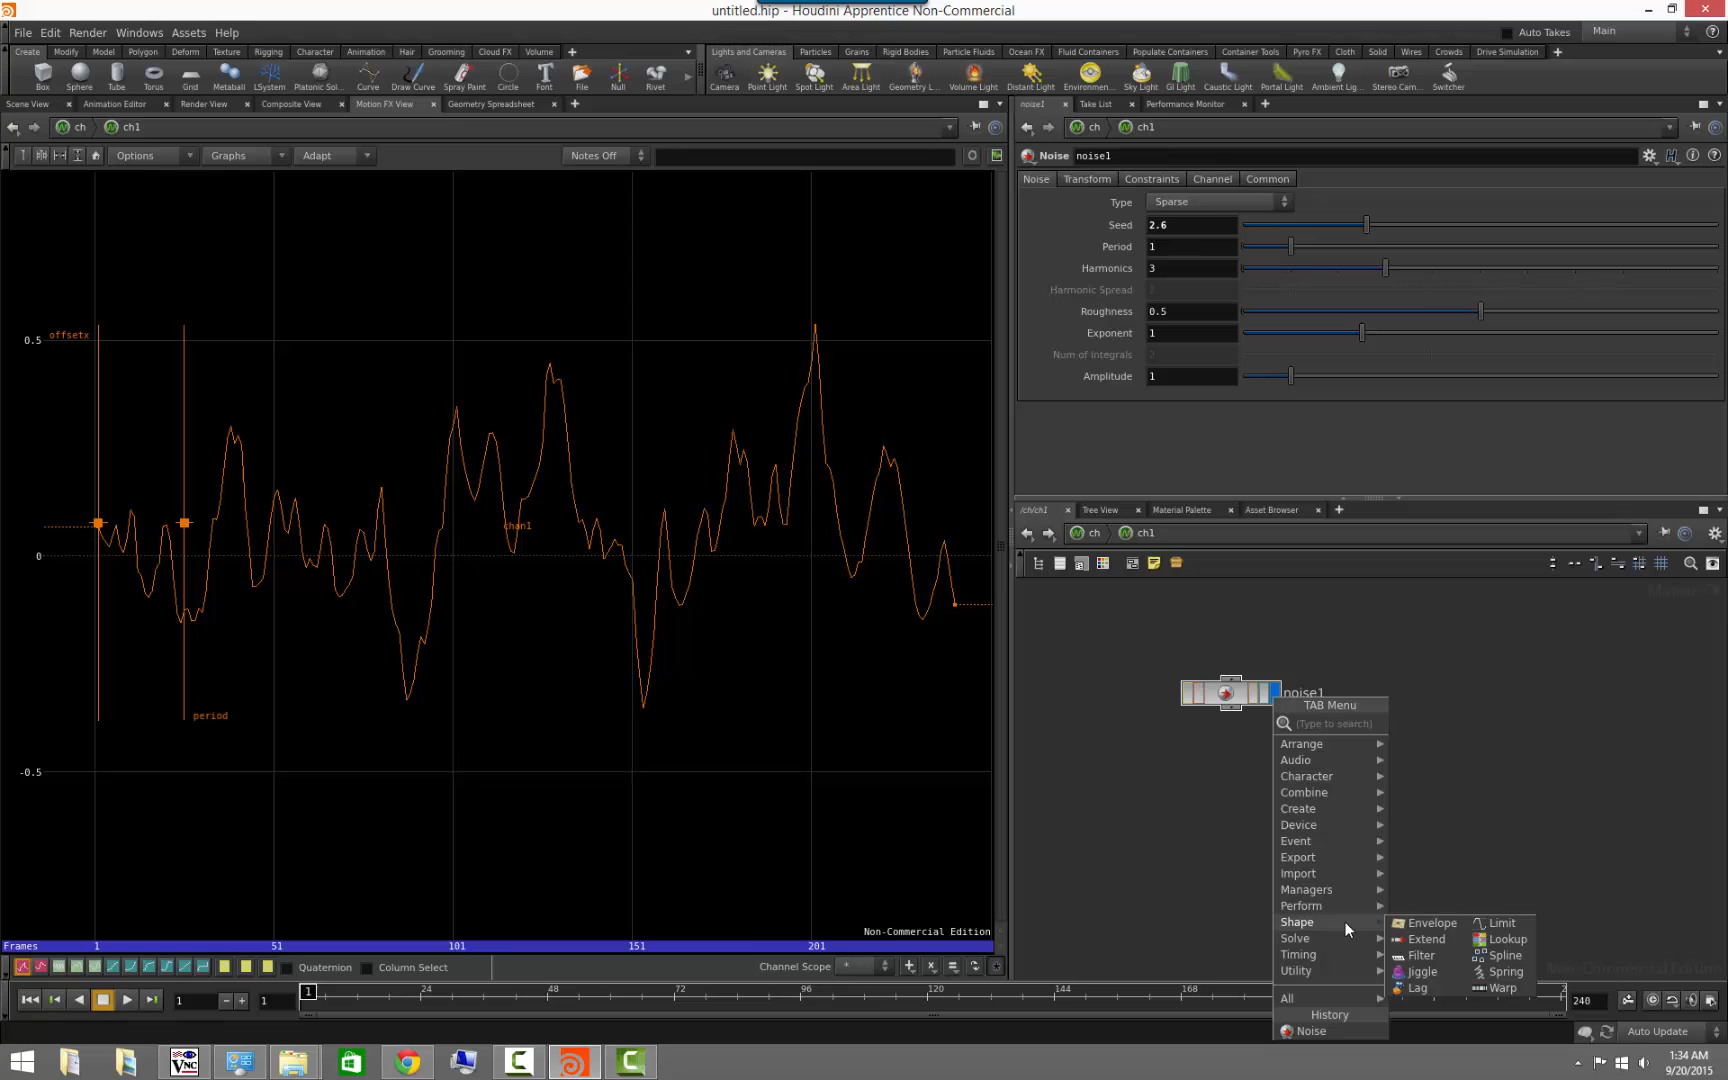 untitled.hip - Houdini Apprentice Non-Commercial
File Edit Render Windows Assets Help
Auto Takes Main
Create Modify Model Polygon Deform Texture Rigging Character Animation Hair Grooming Cloud FX Volume
Lights and Cameras Particles Grains Rigid Bodies Particle Fluids Ocean FX Fluid Containers Populate Containers Container Tools Pyro FX Cloth Solid Wires Crowds Drive Simulation
Box Sphere Tube Torus Grid Metaball LSystem Platonic Sol... Curve Draw Curve Spray Paint Circle Font File Null Rivet
Camera Point Light Spot Light Area Light Geometry L... Volume Light Distant Light Environmen... Sky Light GI Light Caustic Light Portal Light Ambient Lig... Stereo Cam... Switcher
Scene View Animation Editor Render View Composite View Motion FX View Geometry Spreadsheet
noise1 Take List Performance Monitor
ch ch1
ch ch1
Options Graphs Adapt Notes Off
Noise noise1
Noise Transform Constraints Channel Common
Type Sparse
Seed 2.6
Period 1
Harmonics 3
Harmonic Spread
Roughness 0.5
Exponent 1
Num of Integrals 2
Amplitude 1
0.5 offsetx
chan1
0
period
-0.5
Non-Commercial Edition
Frames 1 51 101 151 201
/ch/ch1 Tree View Material Palette Asset Browser
ch ch1
noise1
TAB Menu
(Type to search)
Arrange
Audio
Character
Combine
Create
Device
Event
Export
Import
Managers
Perform
Shape
Solve
Timing
Utility
All
History
Noise
Envelope Limit
Extend Lookup
Filter Spline
Jiggle Spring
Lag Warp
Quaternion Column Select Channel Scope *
1 1 1 24 48 72 96 120 144 168 2 240
Auto Update
1:34 AM
9/20/2015